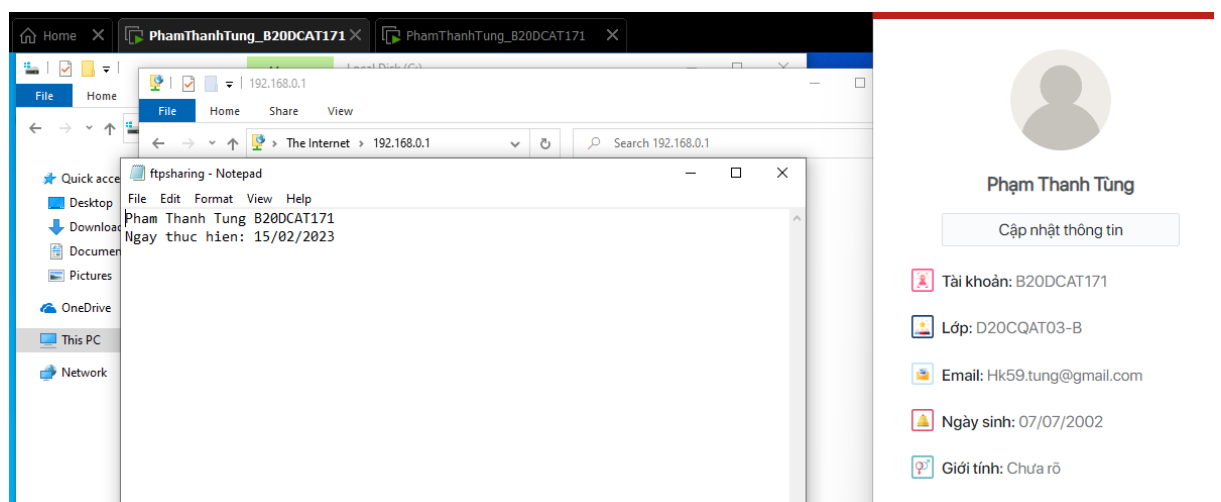 Home
PhamThanhTung_B20DCAT171
PhamThanhTung_B20DCAT171
192.168.0.1
File Home
File Home Share View
The Internet > 192.168.0.1
Search 192.168.0.1
ftpsharing - Notepad
File Edit Format View Help
Pham Thanh Tung B20DCAT171
Ngay thuc hien: 15/02/2023
Quick acce
Desktop
Downloac
Documen
Pictures
OneDrive
This PC
Network
Phạm Thanh Tùng
Cập nhật thông tin
Tài khoản: B20DCAT171
Lớp: D20CQAT03-B
Email: Hk59.tung@gmail.com
Ngày sinh: 07/07/2002
Giới tính: Chưa rõ